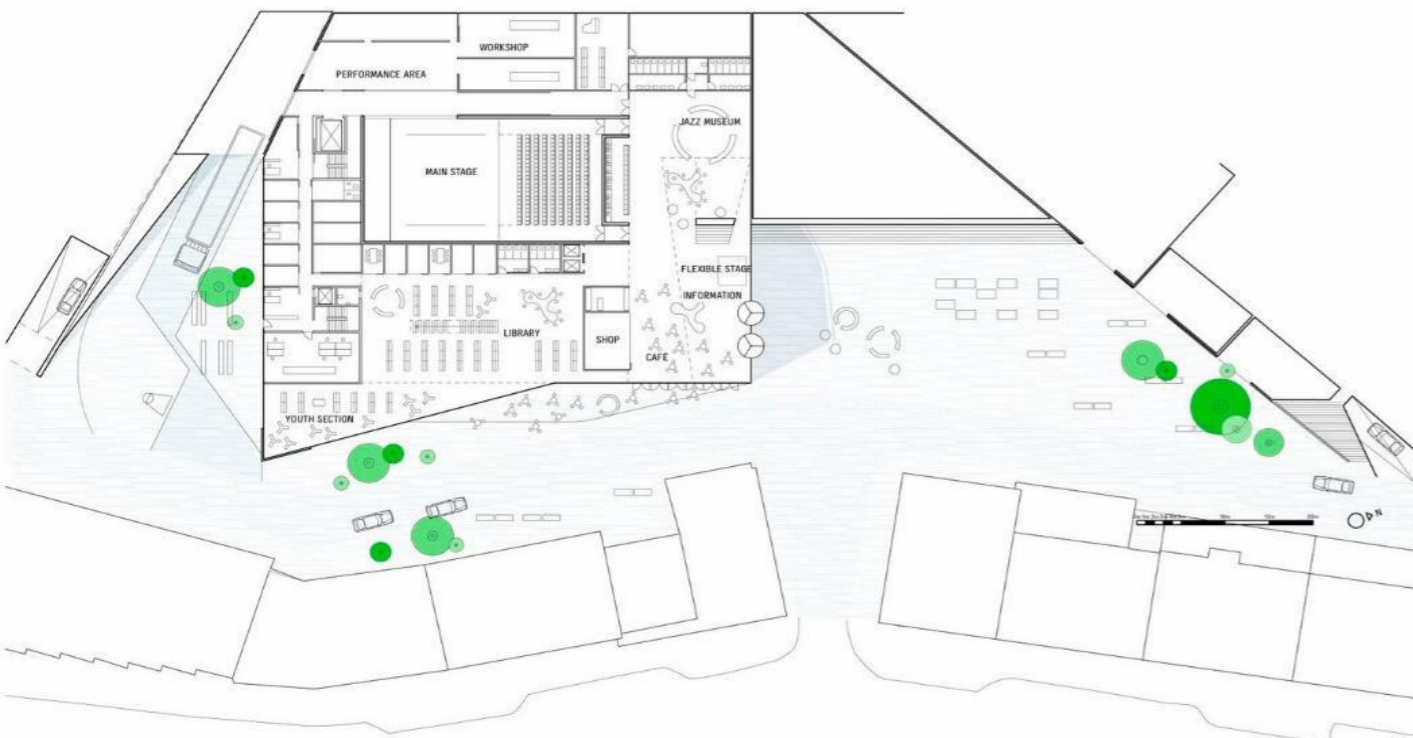 WORKSHOP
PERFORMANCE AREA
JAZZ MUSEUM
MAIN STAGE
FLEXIBLE STAGE
INFORMATION
LIBRARY
SHOP
CAFÉ
YOUTH SECTION
N